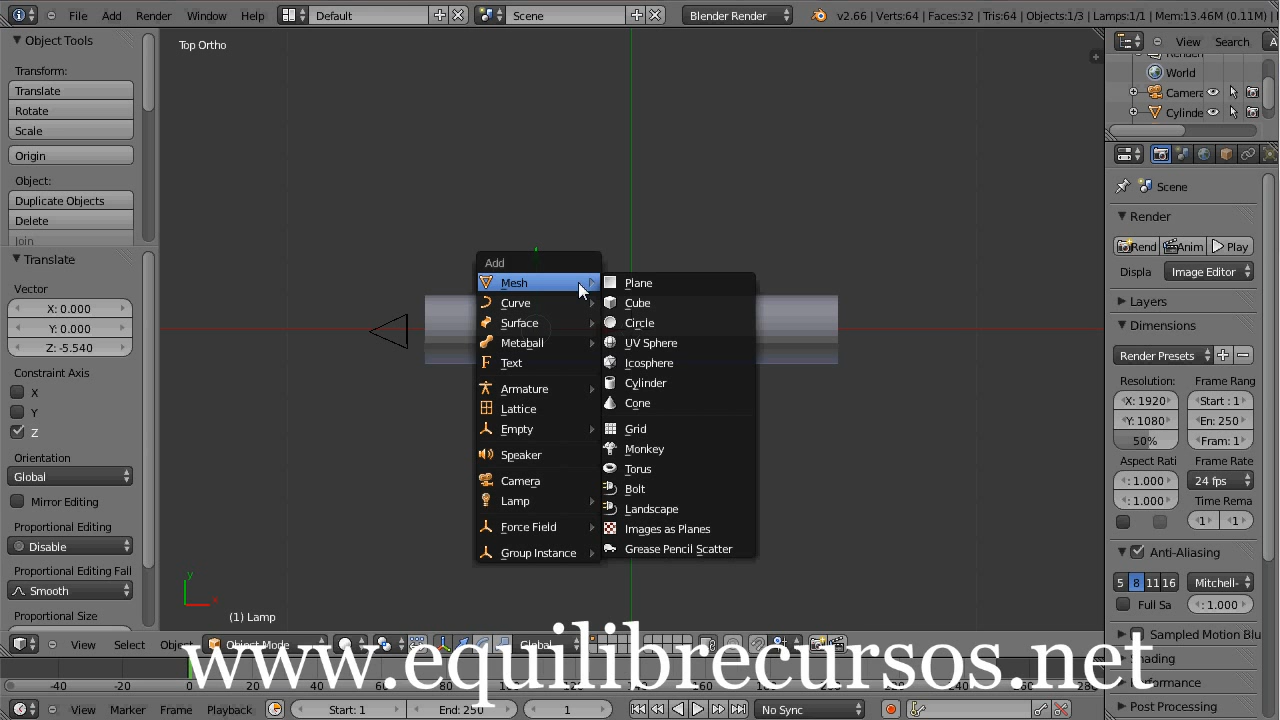 File Add Render Window Help Default Scene Blender Render v2.66 | Verts:64 | Faces:32 | Tris:64 | Objects:1/3 | Lamps:1/1 | Mem:13.46M (0.11M) |
Object Tools
Transform:
Translate
Rotate
Scale
Origin
Object:
Duplicate Objects
Delete
Join
Translate
Vector
X: 0.000
Y: 0.000
Z: -5.540
Constraint Axis
X
Y
Z
Orientation
Global
Mirror Editing
Proportional Editing
Disable
Proportional Editing Fall
Smooth
Proportional Size
Top Ortho
Add
Mesh
Curve
Surface
Metaball
Text
Armature
Lattice
Empty
Speaker
Camera
Lamp
Force Field
Group Instance
Plane
Cube
Circle
UV Sphere
Icosphere
Cylinder
Cone
Grid
Monkey
Torus
Bolt
Landscape
Images as Planes
Grease Pencil Scatter
y
x
(1) Lamp
View Search A
World
Camera
Cylinde
Scene
Render
Rend Anim Play
Displa Image Editor
Layers
Dimensions
Render Presets
Resolution: Frame Rang
X: 1920 Start : 1
Y: 1080 En: 250
50% Fram: 1
Aspect Rati Frame Rate
: 1.000 24 fps
: 1.000 Time Rema
1 1
Anti-Aliasing
5 8 11 16 Mitchell-
Full Sa : 1.000
Sampled Motion Blu
Shading
Performance
Post Processing
View Select Object Object Mode Global
www.equilibrecursos.net
-40 -20 0 20 40
View Marker Frame Playback Start: 1 End: 250 1 No Sync